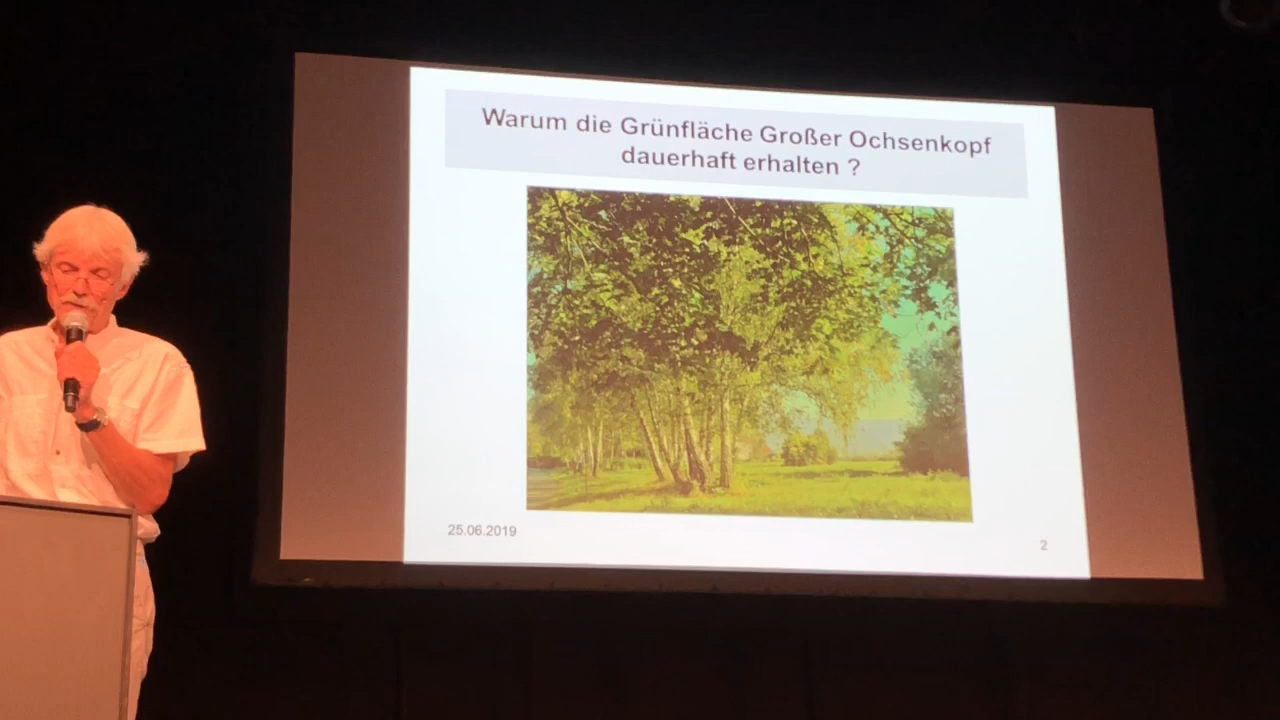 Warum die Grünfläche Großer Ochsenkopf
dauerhaft erhalten ?
25.06.2019
2